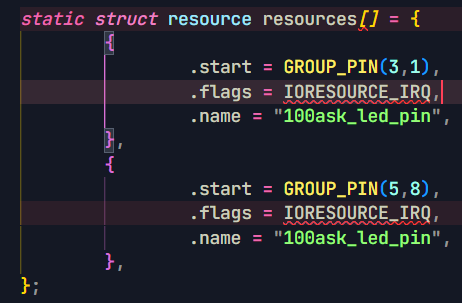 static struct resource resources[] = {
{
.start = GROUP_PIN(3,1),
.flags = IORESOURCE_IRQ,
.name = "100ask_led_pin",
},
{
.start = GROUP_PIN(5,8),
.flags = IORESOURCE_IRQ,
.name = "100ask_led_pin",
},
};